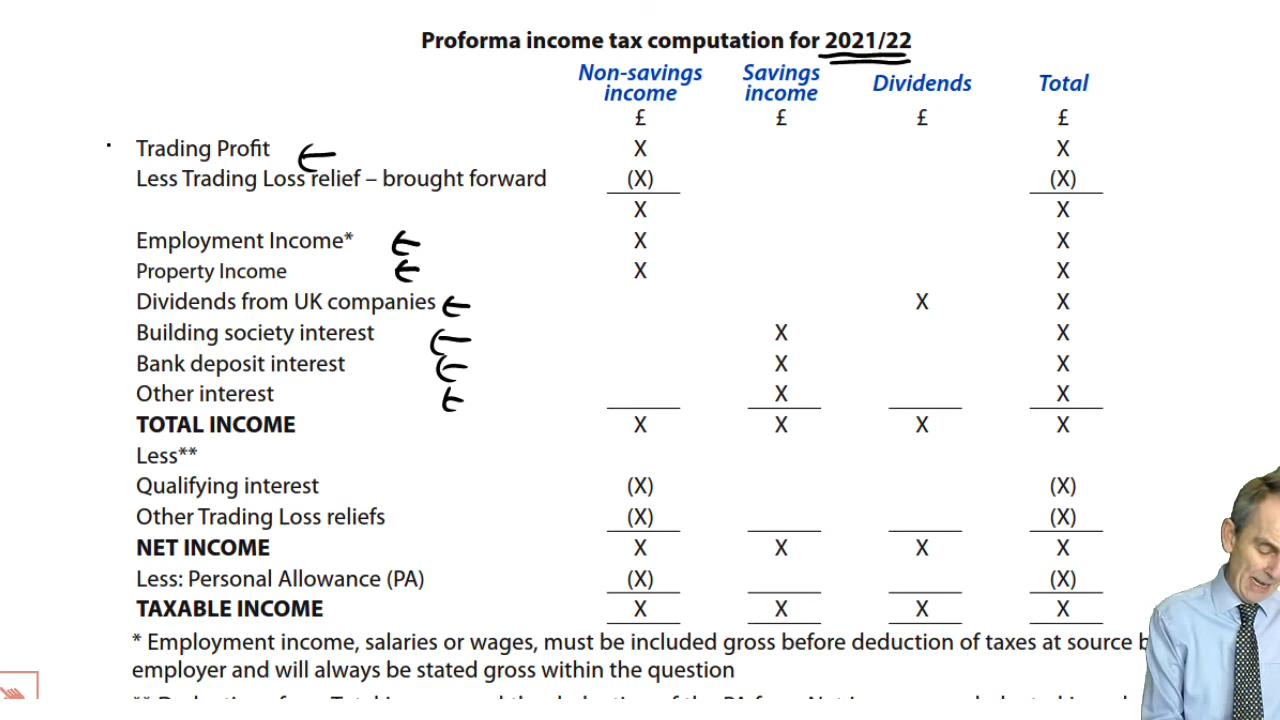 Proforma income tax computation for 2021/22
Non-savings income Savings income Dividends Total
£ £ £ £
Trading Profit X X
Less Trading Loss relief – brought forward (X) (X)
X X
Employment Income* X X
Property Income X X
Dividends from UK companies X X
Building society interest X X
Bank deposit interest X X
Other interest X X
TOTAL INCOME X X X X
Less**
Qualifying interest (X) (X)
Other Trading Loss reliefs (X) (X)
NET INCOME X X X X
Less: Personal Allowance (PA) (X) (X)
TAXABLE INCOME X X X X
* Employment income, salaries or wages, must be included gross before deduction of taxes at source
employer and will always be stated gross within the question